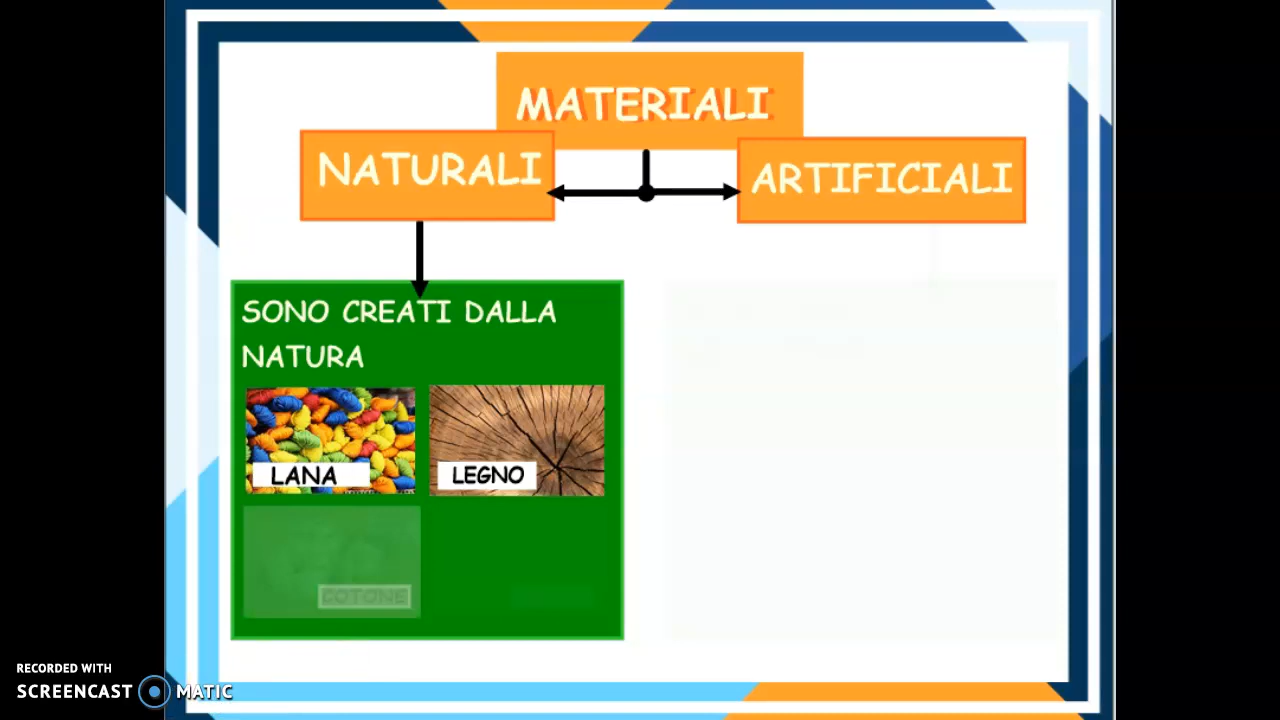 MATERIALI
NATURALI
ARTIFICIALI
SONO CREATI DALLA
NATURA
LANA
LEGNO
COTONE
RECORDED WITH
SCREENCAST MATIC